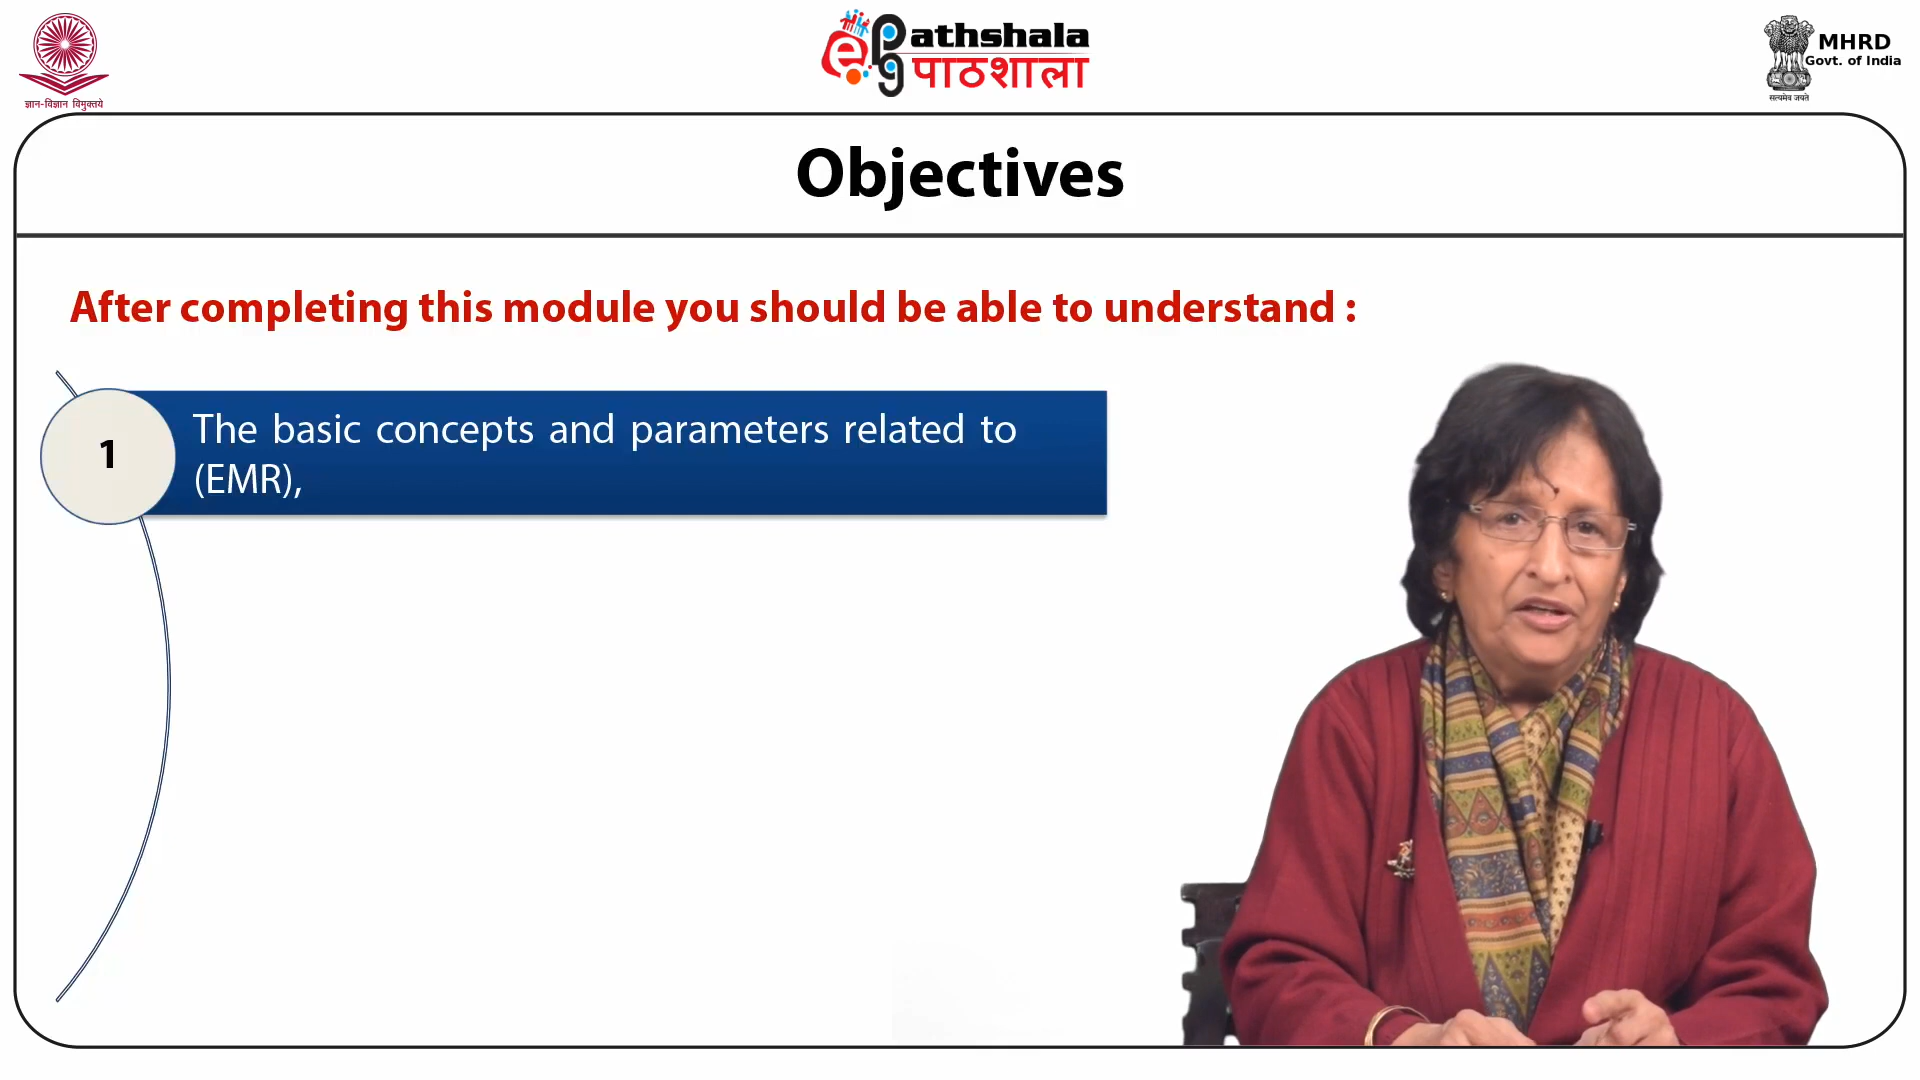 ज्ञान-विज्ञान विमुक्तये
ePathshala
पाठशाला
MHRD
Govt. of India
सत्यमेव जयते
Objectives
After completing this module you should be able to understand :
1
The basic concepts and parameters related to
(EMR),